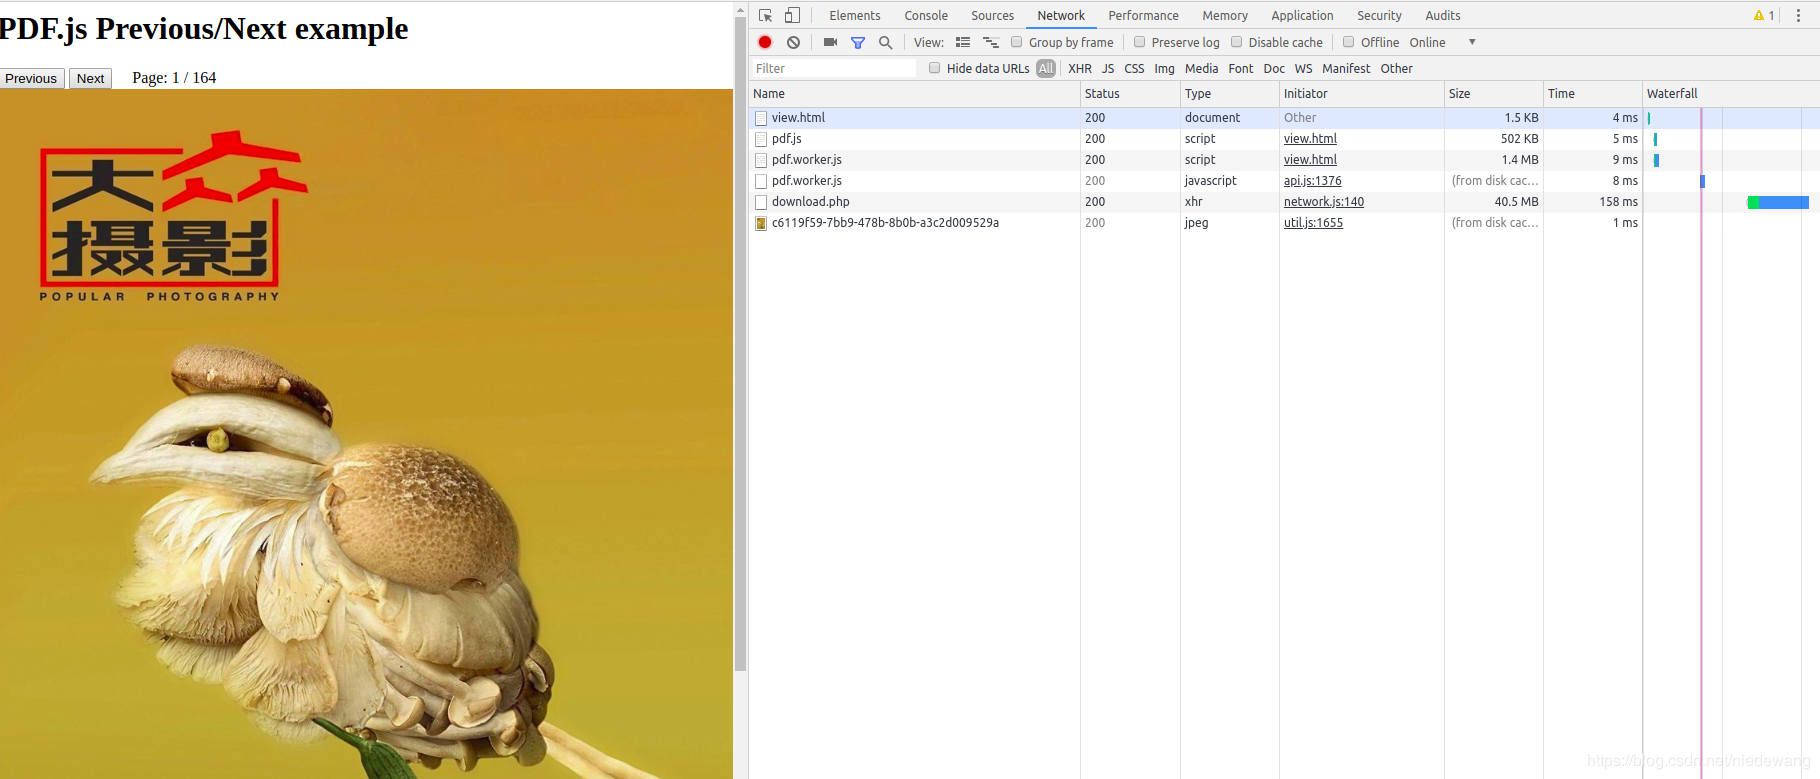 PDF.js Previous/Next example
Previous Next Page: 1 / 164
大众
摄影
POPULAR PHOTOGRAPHY
Elements Console Sources Network Performance Memory Application Security Audits 1
View: Group by frame Preserve log Disable cache Offline Online
Filter Hide data URLs All XHR JS CSS Img Media Font Doc WS Manifest Other
Name Status Type Initiator Size Time Waterfall
view.html 200 document Other 1.5 KB 4 ms
pdf.js 200 script view.html 502 KB 5 ms
pdf.worker.js 200 script view.html 1.4 MB 9 ms
pdf.worker.js 200 javascript api.js:1376 (from disk cac... 8 ms
download.php 200 xhr network.js:140 40.5 MB 158 ms
c6119f59-7bb9-478b-8b0b-a3c2d009529a 200 jpeg util.js:1655 (from disk cac... 1 ms
https://blog.csdn.net/niedewang